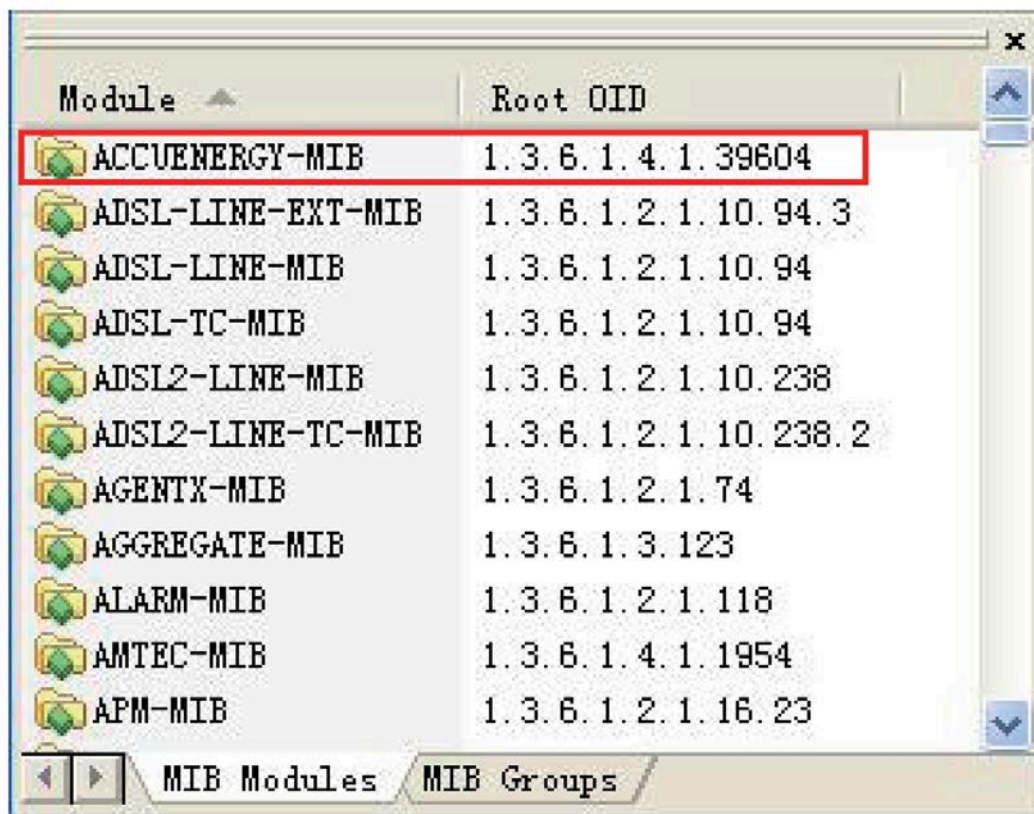 Module Root OID
ACCUENERGY-MIB 1.3.6.1.4.1.39604
ADSL-LINE-EXT-MIB 1.3.6.1.2.1.10.94.3
ADSL-LINE-MIB 1.3.6.1.2.1.10.94
ADSL-TC-MIB 1.3.6.1.2.1.10.94
ADSL2-LINE-MIB 1.3.6.1.2.1.10.238
ADSL2-LINE-TC-MIB 1.3.6.1.2.1.10.238.2
AGENTX-MIB 1.3.6.1.2.1.74
AGGREGATE-MIB 1.3.6.1.3.123
ALARM-MIB 1.3.6.1.2.1.118
AMTEC-MIB 1.3.6.1.4.1.1954
APM-MIB 1.3.6.1.2.1.16.23
MIB Modules MIB Groups